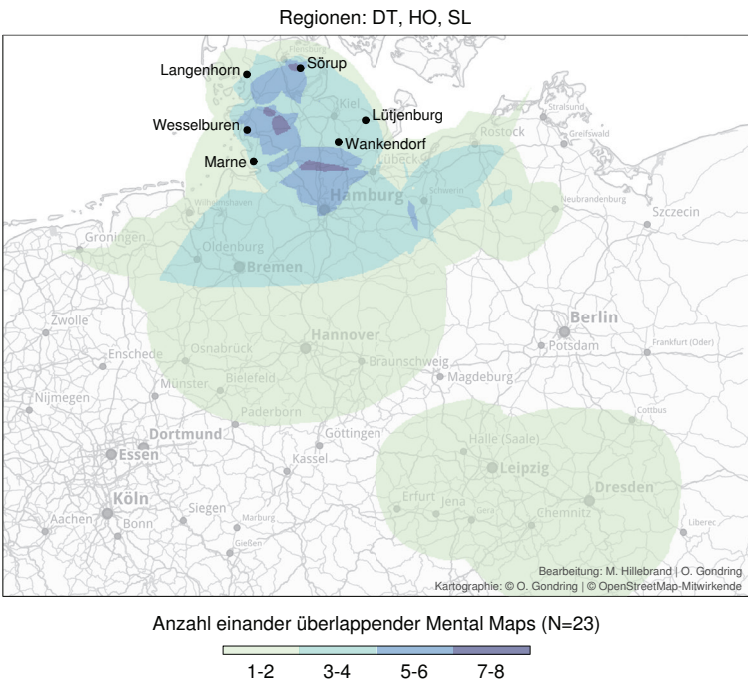 Regionen: DT, HO, SL
Flensburg
Langenhorn
Sörup
Kiel
Lütjenburg
Wesselburen
Wankendorf
Marne
Lübeck
Rostock
Stralsund
Greifswald
Hamburg
Schwerin
Wilhelmshaven
Neubrandenburg
Szczecin
Groningen
Oldenburg
Bremen
Zwolle
Berlin
Hannover
Potsdam
Frankfurt (Oder)
Enschede
Osnabrück
Braunschweig
Magdeburg
Bielefeld
Münster
Nijmegen
Paderborn
Cottbus
Dortmund
Göttingen
Halle (Saale)
Essen
Kassel
Leipzig
Köln
Erfurt
Jena
Gera
Dresden
Chemnitz
Siegen
Aachen
Bonn
Marburg
Liberec
Gießen
Bearbeitung: M. Hillebrand | O. Gondring
Kartographie: © O. Gondring | © OpenStreetMap-Mitwirkende
Anzahl einander überlappender Mental Maps (N=23)
1-2 3-4 5-6 7-8